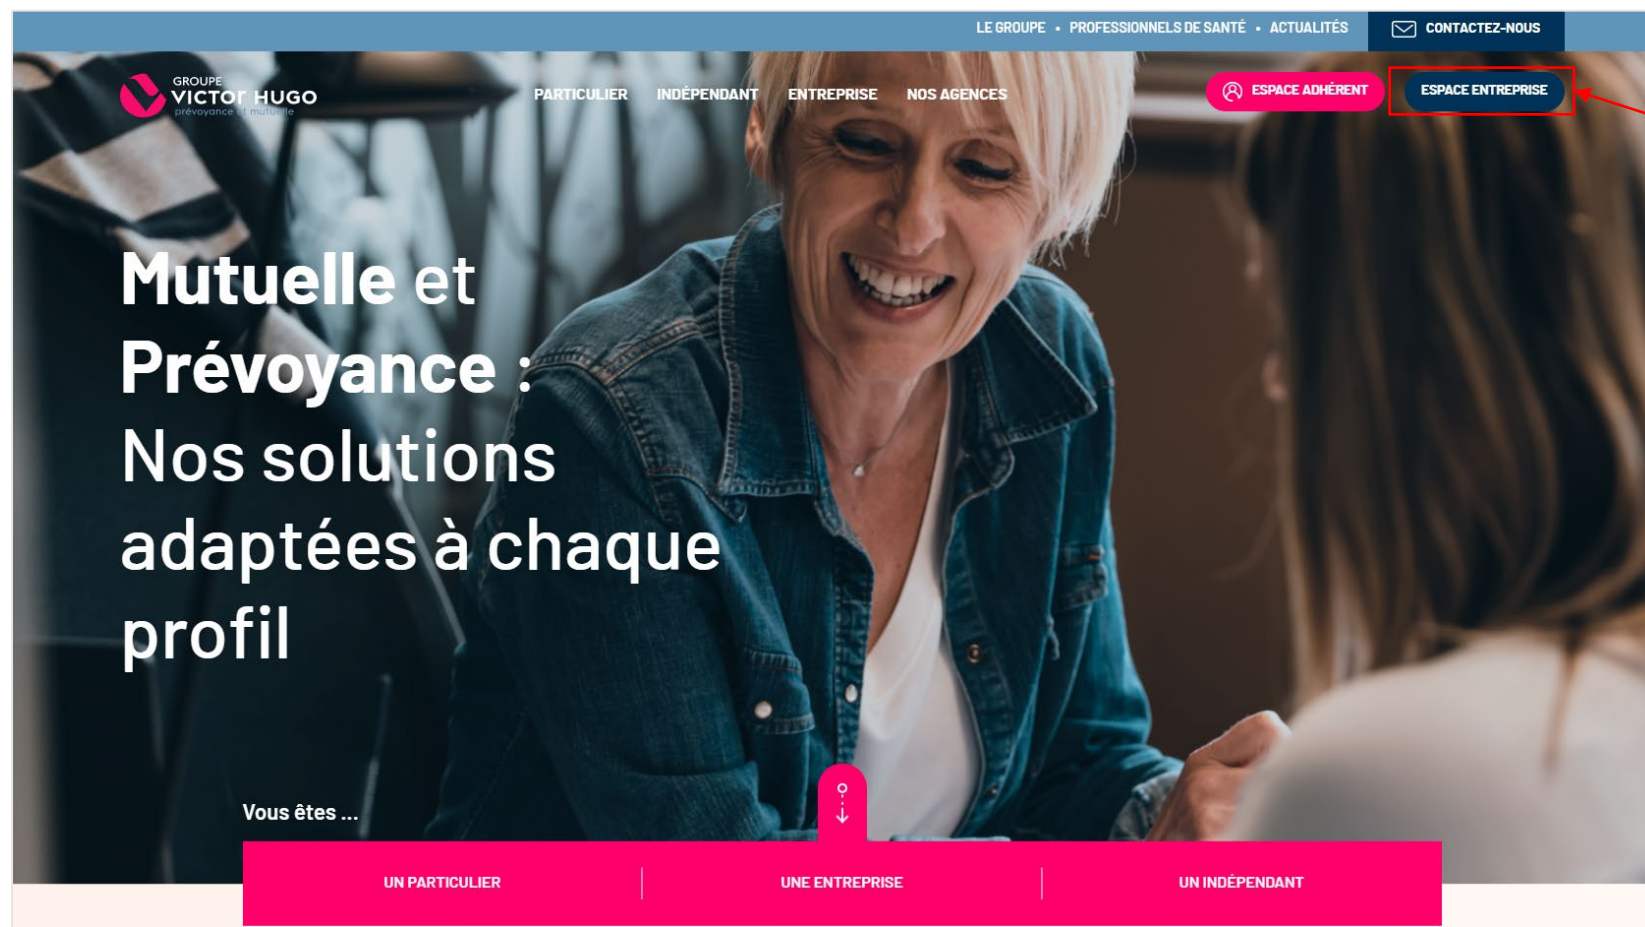 LE GROUPE • PROFESSIONNELS DE SANTÉ • ACTUALITÉS
CONTACTEZ-NOUS
GROUPE
VICTOR HUGO
prévoyance et mutuelle
PARTICULIER
INDÉPENDANT
ENTREPRISE
NOS AGENCES
ESPACE ADHÉRENT
ESPACE ENTREPRISE
Mutuelle et
Prévoyance :
Nos solutions
adaptées à chaque
profil
Vous êtes ...
UN PARTICULIER
UNE ENTREPRISE
UN INDÉPENDANT